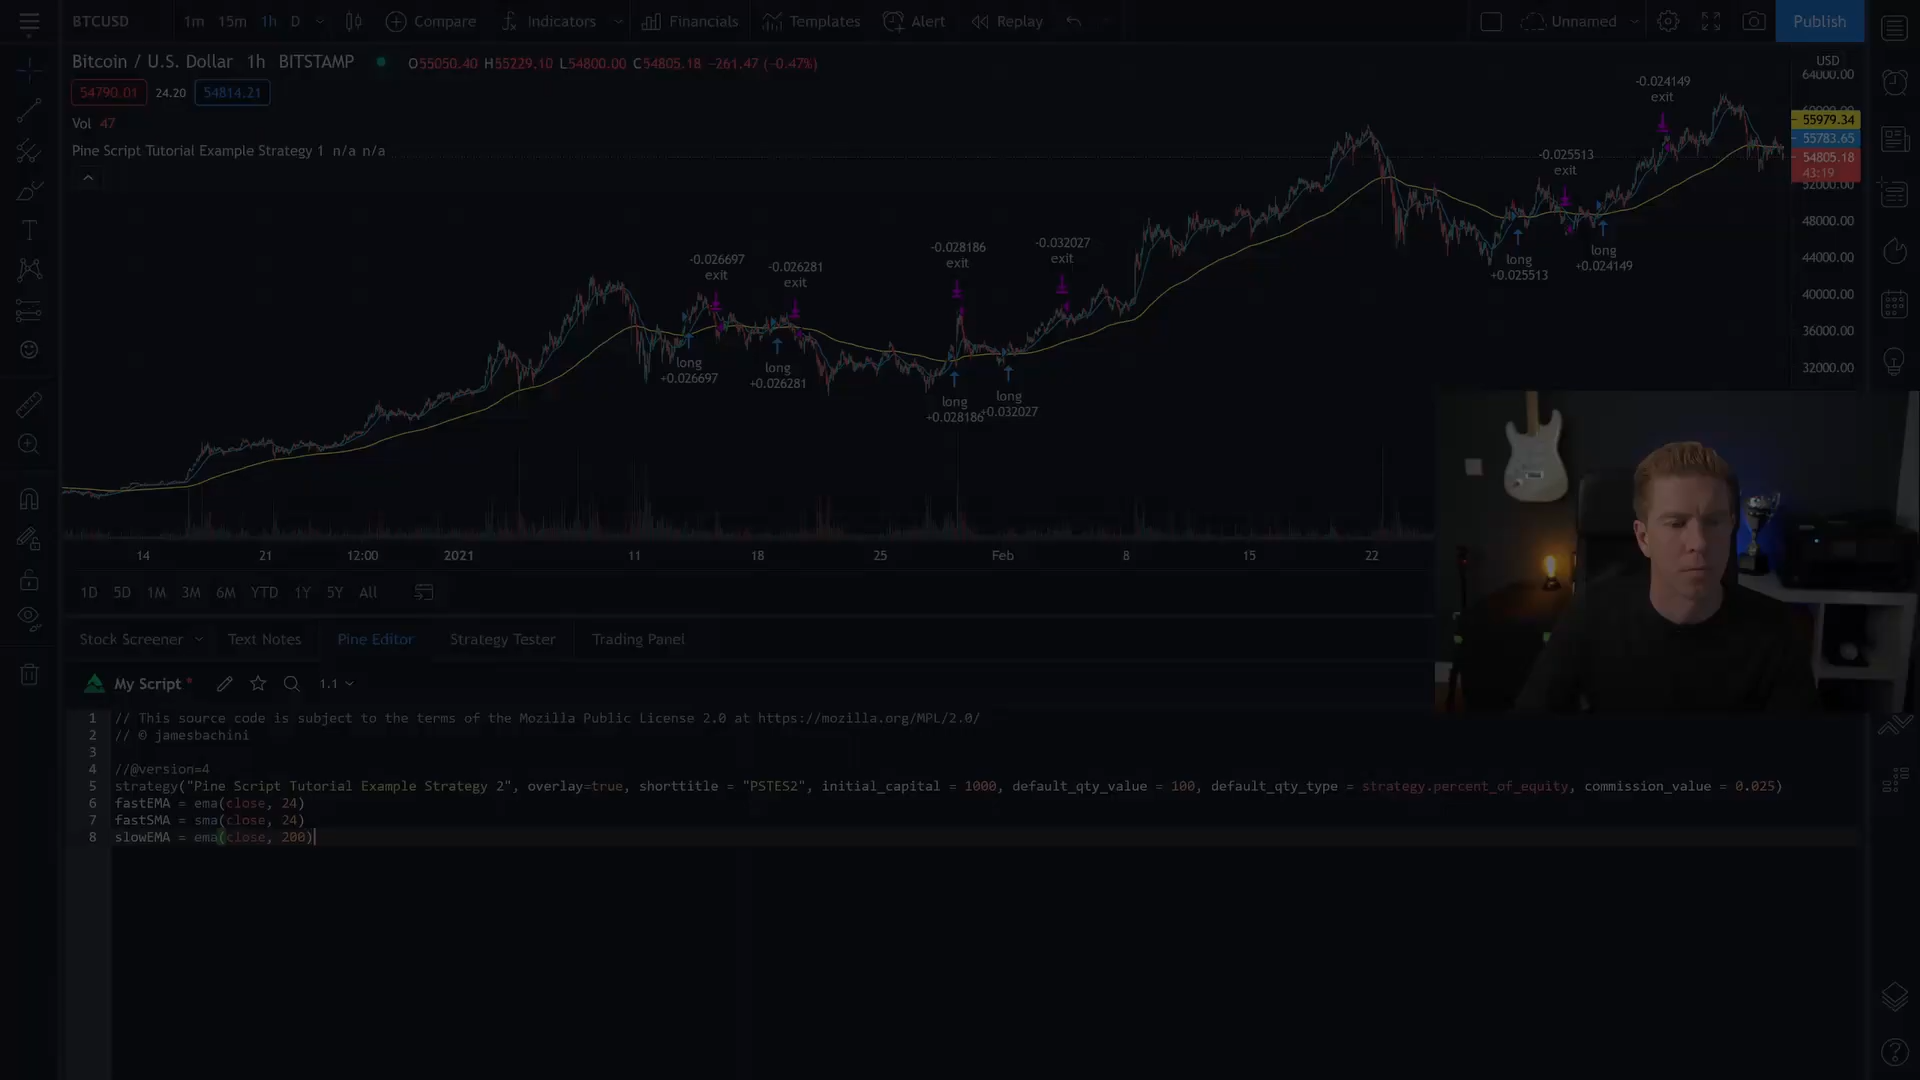 BTCUSD 1m 15m 1h D Compare Indicators Financials Templates Alert Replay Unnamed Publish
Bitcoin / U.S. Dollar 1h BITSTAMP O55050.40 H55229.10 L54800.00 C54805.18 −261.47 (−0.47%)
USD
64000.00
54790.01 24.20 54814.21
-0.024149
exit
Vol 47
55979.34
55783.65
Pine Script Tutorial Example Strategy 1 n/a n/a
-0.025513
exit
54805.18
43:19
52000.00
48000.00
44000.00
40000.00
36000.00
32000.00
-0.026697
exit
-0.026281
exit
-0.028186
exit
-0.032027
exit
long
+0.025513
long
+0.024149
long
+0.026697
long
+0.026281
long
+0.028186
long
+0.032027
14 21 12:00 2021 11 18 25 Feb 8 15 22
1D 5D 1M 3M 6M YTD 1Y 5Y All
Stock Screener Text Notes Pine Editor Strategy Tester Trading Panel
My Script * 1.1
1 // This source code is subject to the terms of the Mozilla Public License 2.0 at https://mozilla.org/MPL/2.0/
2 // © jamesbachini
3
4 //@version=4
5 strategy("Pine Script Tutorial Example Strategy 2", overlay=true, shorttitle = "PSTES2", initial_capital = 1000, default_qty_value = 100, default_qty_type = strategy.percent_of_equity, commission_value = 0.025)
6 fastEMA = ema(close, 24)
7 fastSMA = sma(close, 24)
8 slowEMA = ema(close, 200)